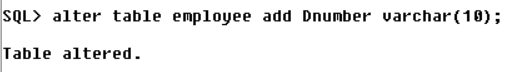 SQL> alter table employee add Dnumber varchar(10);
Table altered.